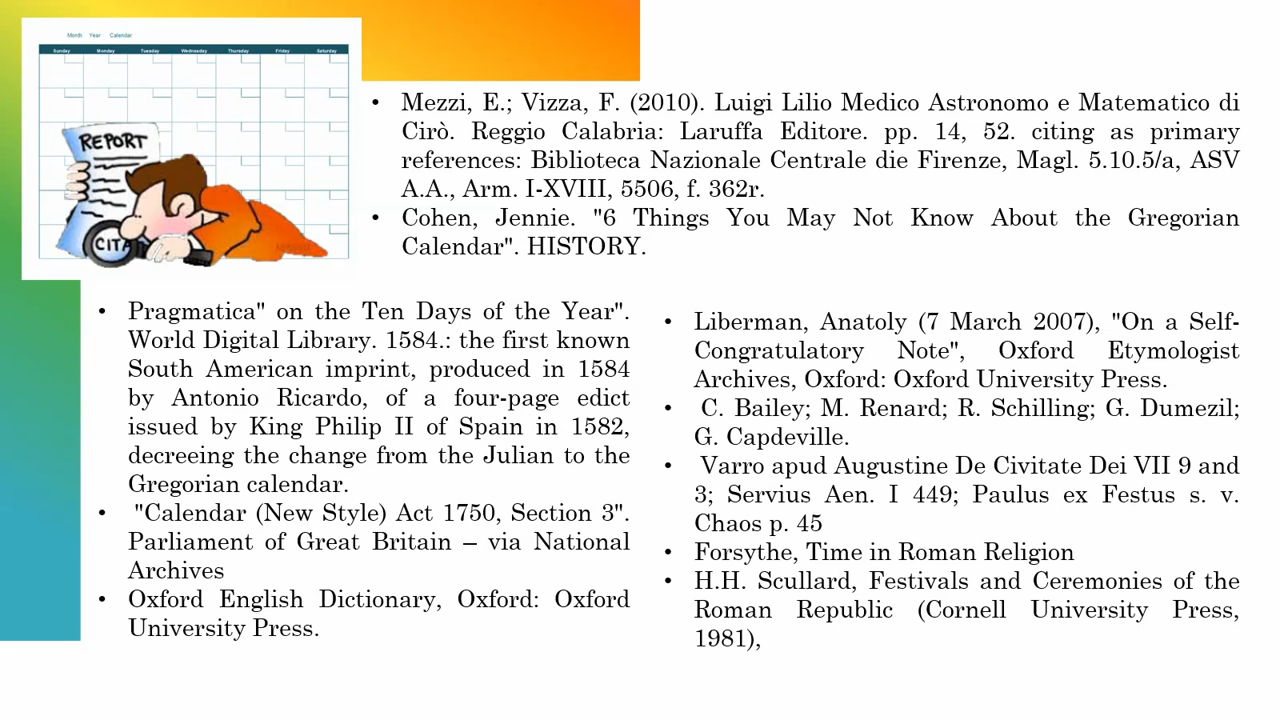 Month Year Calendar
Sunday Monday Tuesday Wednesday Thursday Friday Saturday
REPORT
CITA
• Mezzi, E.; Vizza, F. (2010). Luigi Lilio Medico Astronomo e Matematico di
Cirò. Reggio Calabria: Laruffa Editore. pp. 14, 52. citing as primary
references: Biblioteca Nazionale Centrale die Firenze, Magl. 5.10.5/a, ASV
A.A., Arm. I-XVIII, 5506, f. 362r.
• Cohen, Jennie. "6 Things You May Not Know About the Gregorian
Calendar". HISTORY.
• Pragmatica" on the Ten Days of the Year".
World Digital Library. 1584.: the first known
South American imprint, produced in 1584
by Antonio Ricardo, of a four-page edict
issued by King Philip II of Spain in 1582,
decreeing the change from the Julian to the
Gregorian calendar.
• "Calendar (New Style) Act 1750, Section 3".
Parliament of Great Britain – via National
Archives
• Oxford English Dictionary, Oxford: Oxford
University Press.
• Liberman, Anatoly (7 March 2007), "On a Self-
Congratulatory Note", Oxford Etymologist
Archives, Oxford: Oxford University Press.
• C. Bailey; M. Renard; R. Schilling; G. Dumezil;
G. Capdeville.
• Varro apud Augustine De Civitate Dei VII 9 and
3; Servius Aen. I 449; Paulus ex Festus s. v.
Chaos p. 45
• Forsythe, Time in Roman Religion
• H.H. Scullard, Festivals and Ceremonies of the
Roman Republic (Cornell University Press,
1981),